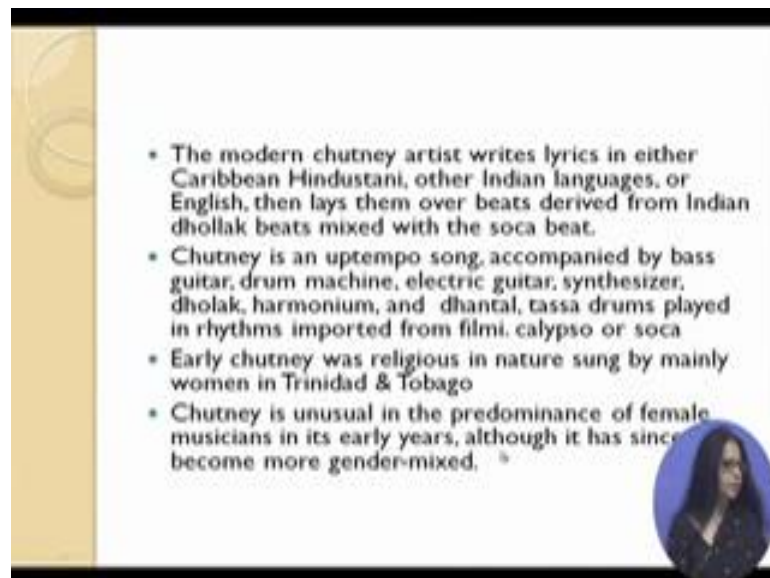 The modern chutney artist writes lyrics in either
Caribbean Hindustani, other Indian languages, or
English, then lays them over beats derived from Indian
dhollak beats mixed with the soca beat.
Chutney is an uptempo song, accompanied by bass
guitar, drum machine, electric guitar, synthesizer,
dholak, harmonium, and dhantal, tassa drums played
in rhythms imported from filmi, calypso or soca
Early chutney was religious in nature sung by mainly
women in Trinidad & Tobago
Chutney is unusual in the predominance of female
musicians in its early years, although it has since
become more gender-mixed.